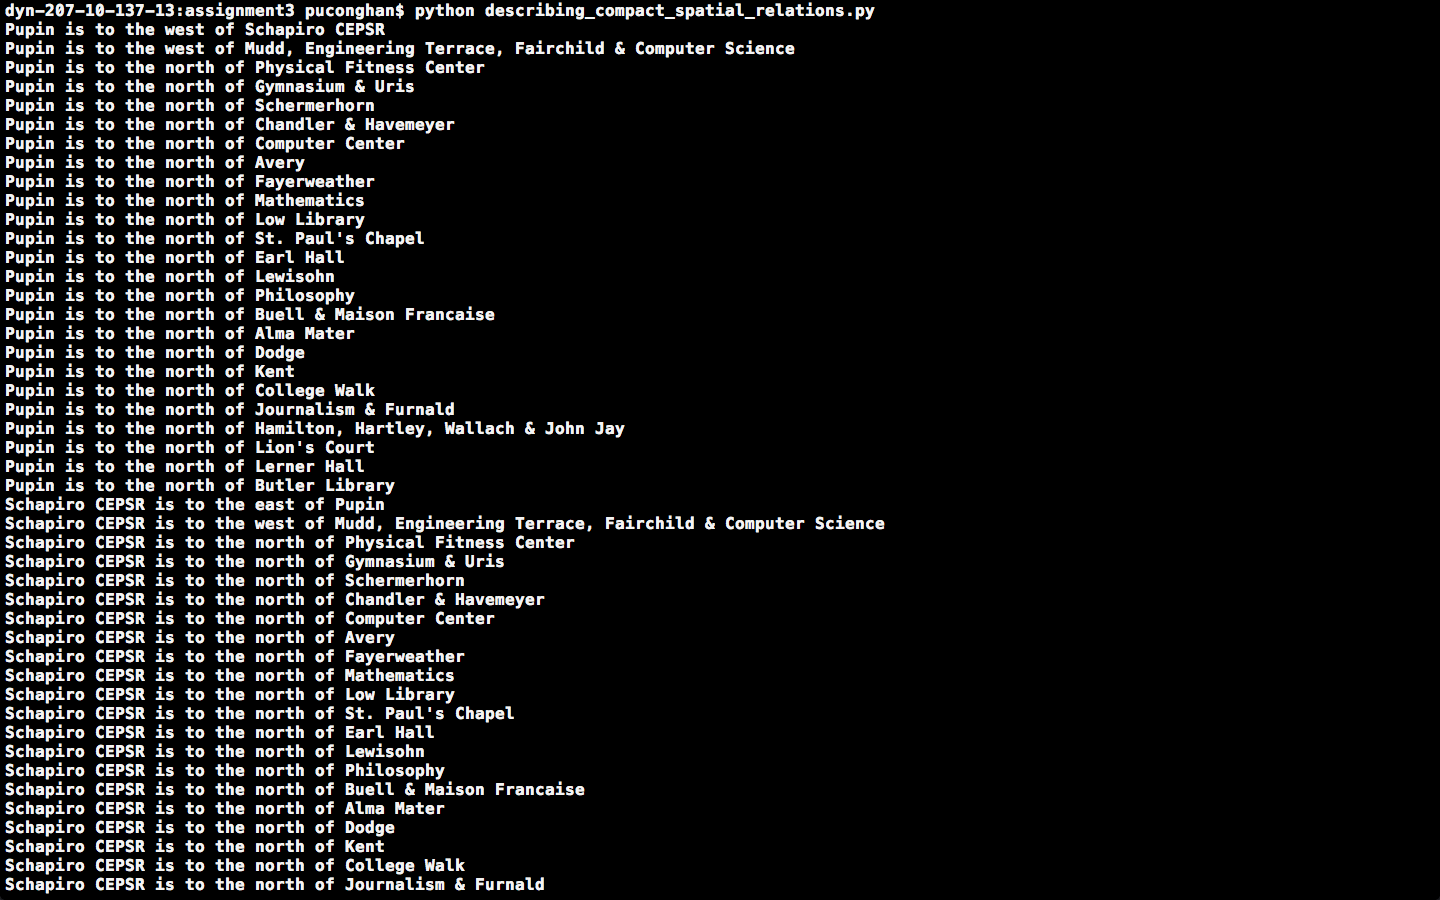 dyn-207-10-137-13:assignment3 puconghan$ python describing_compact_spatial_relations.py
Pupin is to the west of Schapiro CEPSR
Pupin is to the west of Mudd, Engineering Terrace, Fairchild & Computer Science
Pupin is to the north of Physical Fitness Center
Pupin is to the north of Gymnasium & Uris
Pupin is to the north of Schermerhorn
Pupin is to the north of Chandler & Havemeyer
Pupin is to the north of Computer Center
Pupin is to the north of Avery
Pupin is to the north of Fayerweather
Pupin is to the north of Mathematics
Pupin is to the north of Low Library
Pupin is to the north of St. Paul's Chapel
Pupin is to the north of Earl Hall
Pupin is to the north of Lewisohn
Pupin is to the north of Philosophy
Pupin is to the north of Buell & Maison Francaise
Pupin is to the north of Alma Mater
Pupin is to the north of Dodge
Pupin is to the north of Kent
Pupin is to the north of College Walk
Pupin is to the north of Journalism & Furnald
Pupin is to the north of Hamilton, Hartley, Wallach & John Jay
Pupin is to the north of Lion's Court
Pupin is to the north of Lerner Hall
Pupin is to the north of Butler Library
Schapiro CEPSR is to the east of Pupin
Schapiro CEPSR is to the west of Mudd, Engineering Terrace, Fairchild & Computer Science
Schapiro CEPSR is to the north of Physical Fitness Center
Schapiro CEPSR is to the north of Gymnasium & Uris
Schapiro CEPSR is to the north of Schermerhorn
Schapiro CEPSR is to the north of Chandler & Havemeyer
Schapiro CEPSR is to the north of Computer Center
Schapiro CEPSR is to the north of Avery
Schapiro CEPSR is to the north of Fayerweather
Schapiro CEPSR is to the north of Mathematics
Schapiro CEPSR is to the north of Low Library
Schapiro CEPSR is to the north of St. Paul's Chapel
Schapiro CEPSR is to the north of Earl Hall
Schapiro CEPSR is to the north of Lewisohn
Schapiro CEPSR is to the north of Philosophy
Schapiro CEPSR is to the north of Buell & Maison Francaise
Schapiro CEPSR is to the north of Alma Mater
Schapiro CEPSR is to the north of Dodge
Schapiro CEPSR is to the north of Kent
Schapiro CEPSR is to the north of College Walk
Schapiro CEPSR is to the north of Journalism & Furnald